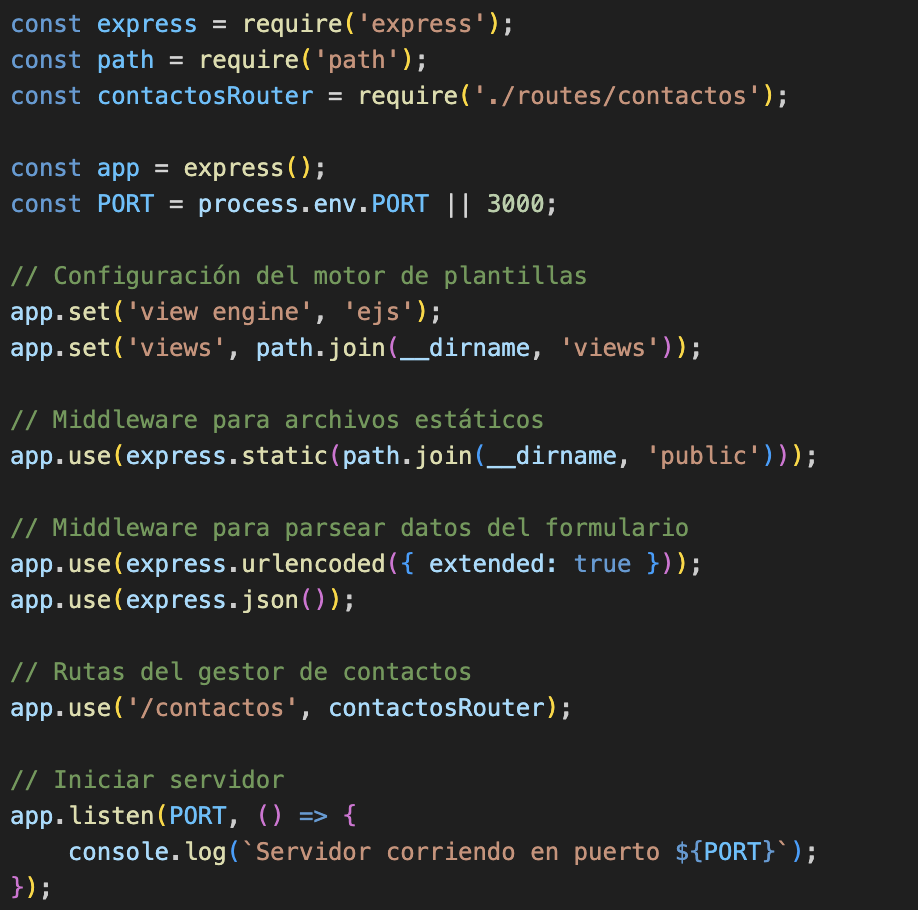 const express = require('express');
const path = require('path');
const contactosRouter = require('./routes/contactos');

const app = express();
const PORT = process.env.PORT || 3000;

// Configuración del motor de plantillas
app.set('view engine', 'ejs');
app.set('views', path.join(__dirname, 'views'));

// Middleware para archivos estáticos
app.use(express.static(path.join(__dirname, 'public')));

// Middleware para parsear datos del formulario
app.use(express.urlencoded({ extended: true }));
app.use(express.json());

// Rutas del gestor de contactos
app.use('/contactos', contactosRouter);

// Iniciar servidor
app.listen(PORT, () => {
    console.log(`Servidor corriendo en puerto ${PORT}`);
});